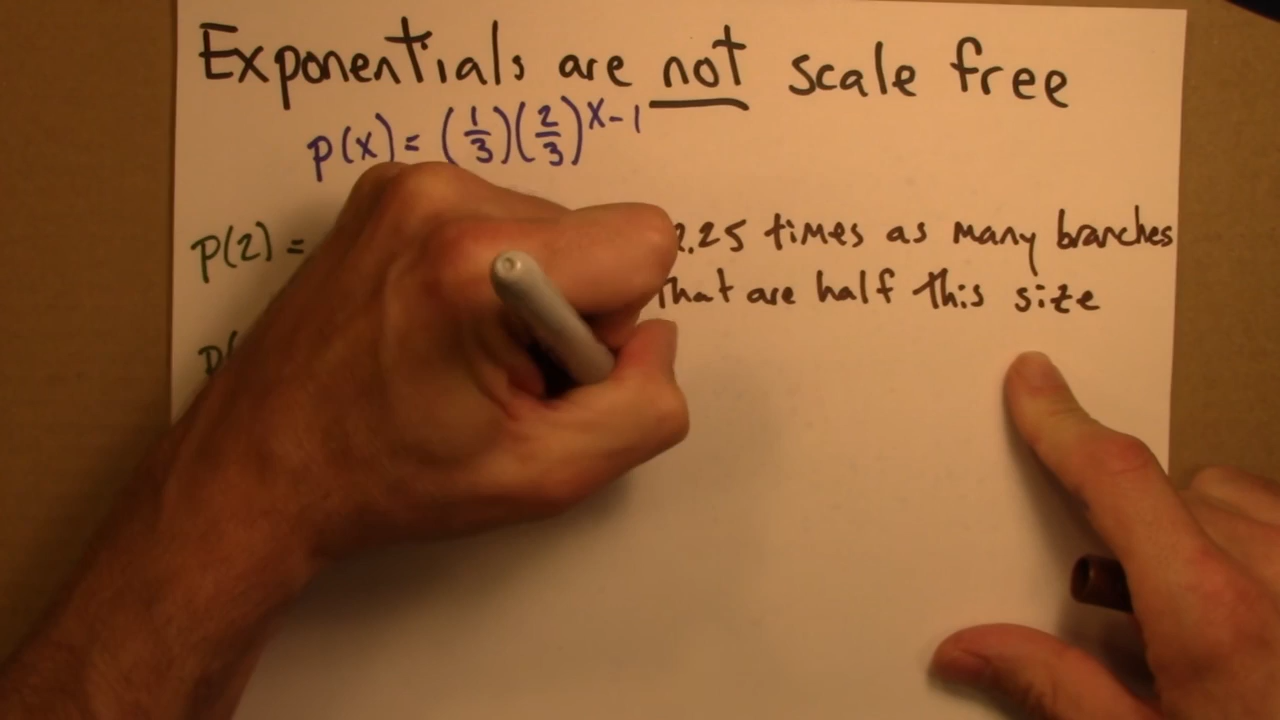 Exponentials are not scale free
p(x) = (1/3)(2/3)^x-1
p(2) =
2.25 times as many branches
that are half this size
p(